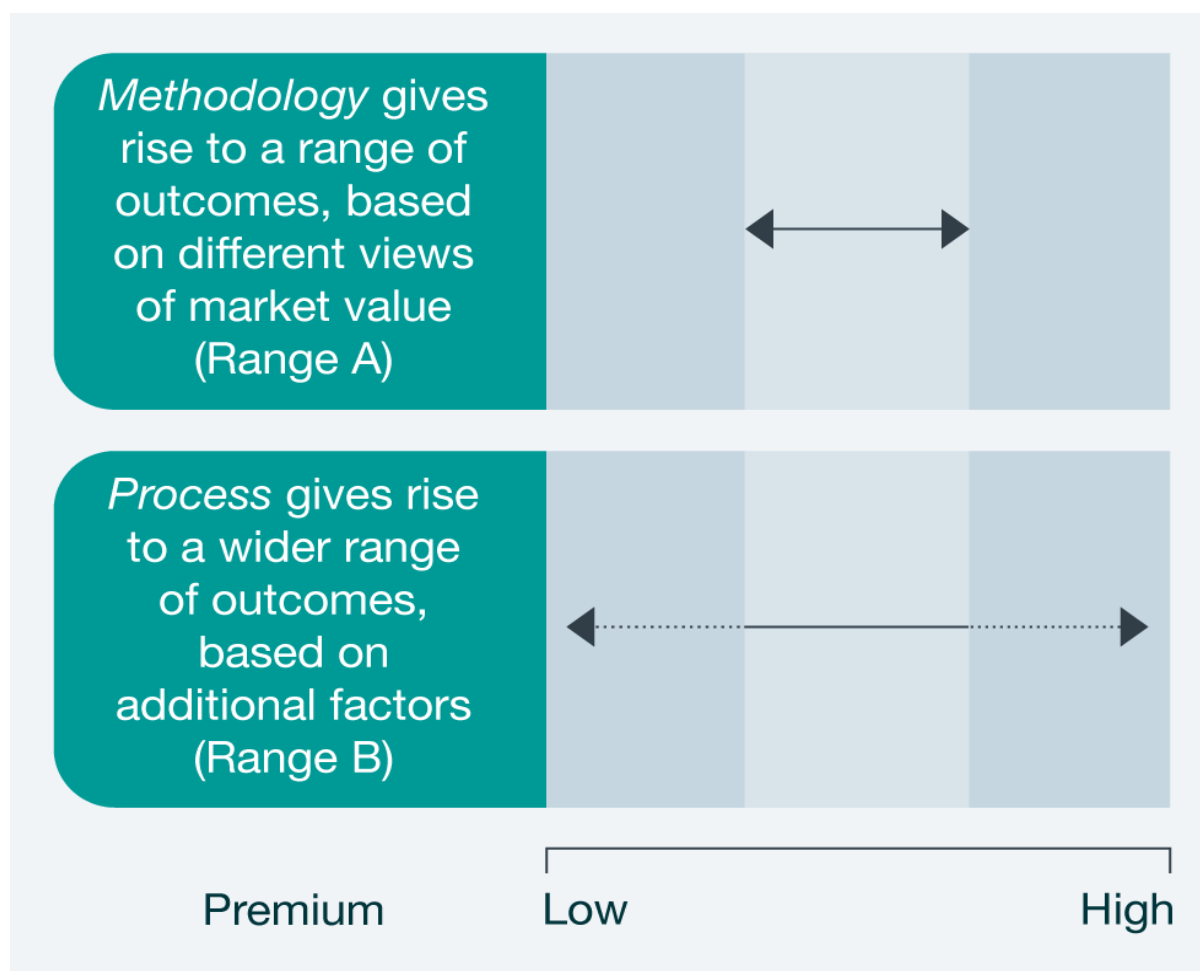 Methodology gives
rise to a range of
outcomes, based
on different views
of market value
(Range A)
Process gives rise
to a wider range
of outcomes,
based on
additional factors
(Range B)
Premium Low High